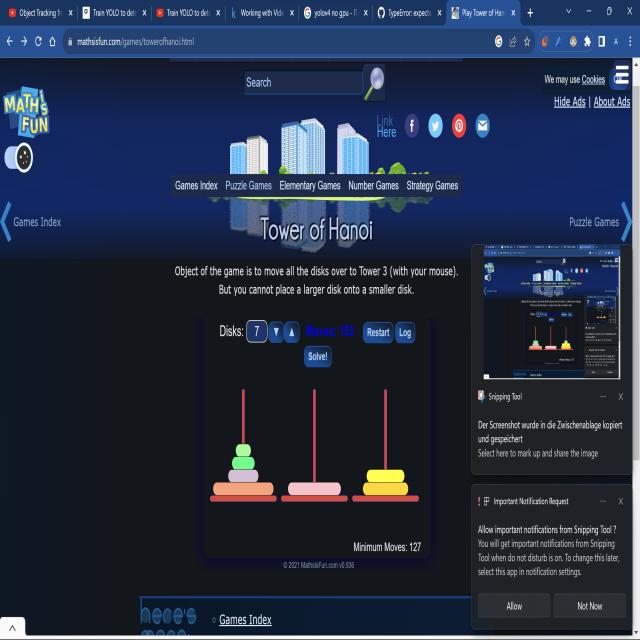 Object Tracking fr
Train YOLO to dete
Train YOLO to dete
Working with Vide
yolov4 no gpu - G
TypeError: expecte
Play Tower of Han
mathsisfun.com/games/towerofhanoi.html
Search
We may use Cookies
Hide Ads | About Ads
MATH'S FUN
Link
Here
Games Index Puzzle Games Elementary Games Number Games Strategy Games
Games Index
Puzzle Games
Tower of Hanoi
Object of the game is to move all the disks over to Tower 3 (with your mouse).
But you cannot place a larger disk onto a smaller disk.
Disks: 7 ▼ ▲ Restart Log
Solve!
Minimum Moves: 127
© 2021 MathsIsFun.com v0.936
Snipping Tool
Der Screenshot wurde in die Zwischenablage kopiert
und gespeichert
Select here to mark up and share the image
Important Notification Request
Allow important notifications from Snipping Tool ?
You will get important notifications from Snipping
Tool when do not disturb is on. To change this later,
select this app in notification settings.
Allow
Not Now
Games Index